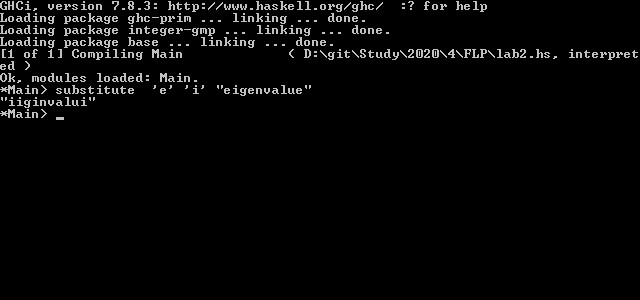 GHCi, version 7.8.3: http://www.haskell.org/ghc/  :? for help
Loading package ghc-prim ... linking ... done.
Loading package integer-gmp ... linking ... done.
Loading package base ... linking ... done.
[1 of 1] Compiling Main             ( D:\git\Study\2020\4\FLP\lab2.hs, interpret
ed )
Ok, modules loaded: Main.
*Main> substitute  'e' 'i' "eigenvalue"
"iiginvalui"
*Main> _